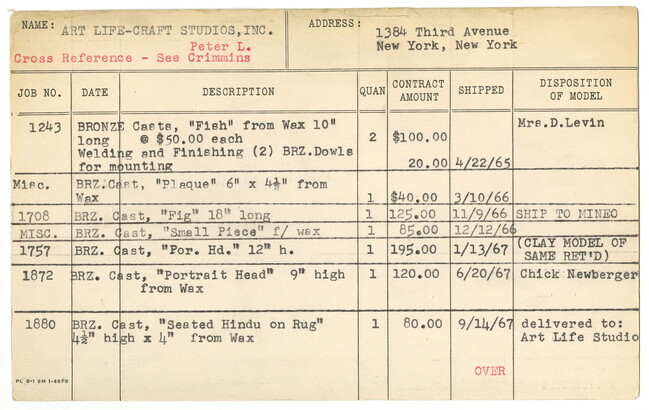 NAME: ART LIFE-CRAFT STUDIOS,INC. ADDRESS: 1384 Third Avenue
Peter L. New York, New York
Cross Reference - See Crimmins
JOB NO. DATE DESCRIPTION QUAN CONTRACT AMOUNT SHIPPED DISPOSITION OF MODEL
1243 BRONZE Casts, "Fish" from Wax 10" Mrs.D.Levin
long @ $50.00 each 2 $100.00
Welding and Finishing (2) BRZ.Dowls
for mounting 20.00 4/22/65
Misc. BRZ.Cast, "Plaque" 6" x 4½" from
Wax 1 $40.00 3/10/66
1708 BRZ. Cast, "Fig" 18" long 1 125.00 11/9/66 SHIP TO MINEO
MISC. BRZ. Cast, "Small Piece" f/ wax 1 85.00 12/12/66
1757 BRZ. Cast, "Por. Hd." 12" h. 1 195.00 1/13/67 (CLAY MODEL OF
SAME RET'D)
1872 BRZ. Cast, "Portrait Head" 9" high 1 120.00 6/20/67 Chick Newberger
from Wax
1880 BRZ. Cast, "Seated Hindu on Rug" 1 80.00 9/14/67 delivered to:
4½" high x 4" from Wax Art Life Studio
OVER